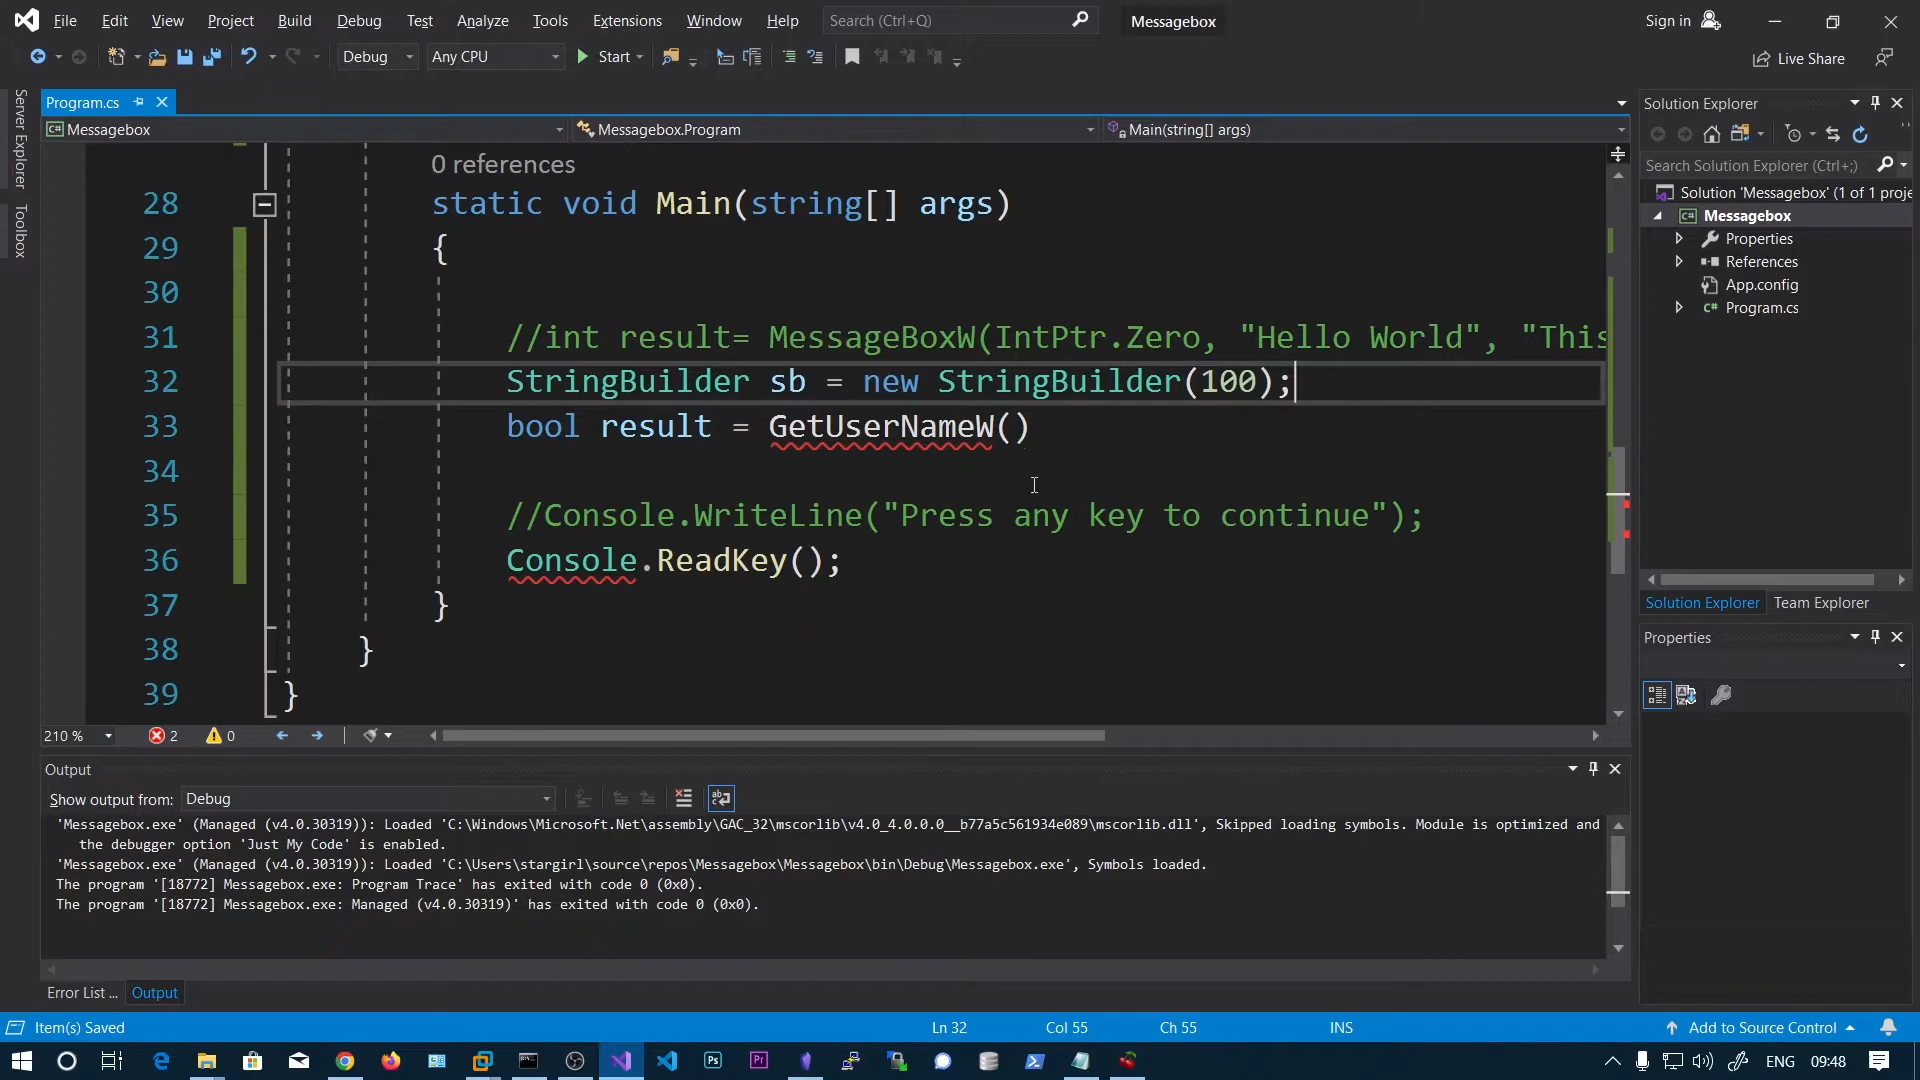 File Edit View Project Build Debug Test Analyze Tools Extensions Window Help Search (Ctrl+Q) Messagebox Sign in
Debug Any CPU Start Live Share
Server Explorer
Toolbox
Program.cs
C# Messagebox Messagebox.Program Main(string[] args)
0 references
28 static void Main(string[] args)
29 {
30
31 //int result= MessageBoxW(IntPtr.Zero, "Hello World", "This
32 StringBuilder sb = new StringBuilder(100);
33 bool result = GetUserNameW()
34
35 //Console.WriteLine("Press any key to continue");
36 Console.ReadKey();
37 }
38 }
39 }
210 % 2 0
Output
Show output from: Debug
'Messagebox.exe' (Managed (v4.0.30319)): Loaded 'C:\Windows\Microsoft.Net\assembly\GAC_32\mscorlib\v4.0_4.0.0.0__b77a5c561934e089\mscorlib.dll', Skipped loading symbols. Module is optimized and
the debugger option 'Just My Code' is enabled.
'Messagebox.exe' (Managed (v4.0.30319)): Loaded 'C:\Users\stargirl\source\repos\Messagebox\Messagebox\bin\Debug\Messagebox.exe', Symbols loaded.
The program '[18772] Messagebox.exe: Program Trace' has exited with code 0 (0x0).
The program '[18772] Messagebox.exe: Managed (v4.0.30319)' has exited with code 0 (0x0).
Error List ... Output
Solution Explorer
Search Solution Explorer (Ctrl+;)
Solution 'Messagebox' (1 of 1 proje
C# Messagebox
Properties
References
App.config
C# Program.cs
Solution Explorer Team Explorer
Properties
Item(s) Saved Ln 32 Col 55 Ch 55 INS Add to Source Control
Ps Pr ENG 09:48